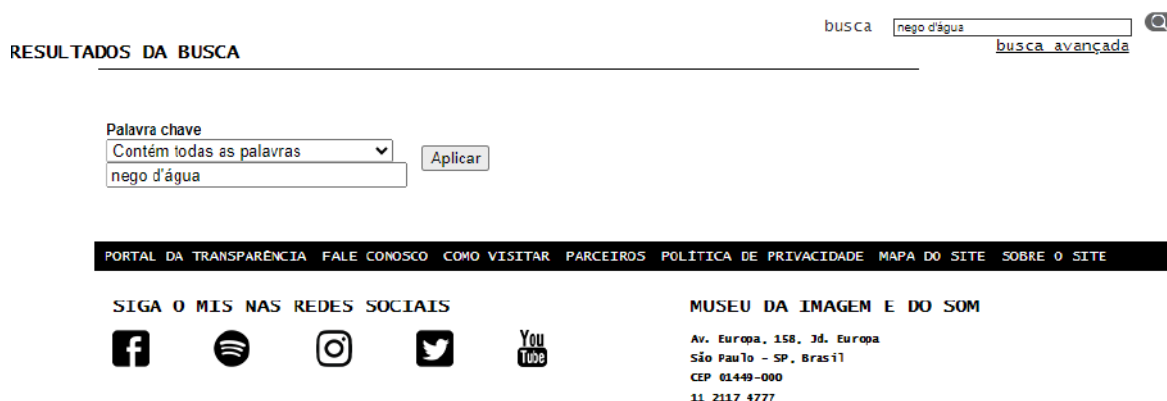 busca nego d'água
busca avançada
RESULTADOS DA BUSCA
Palavra chave
Contém todas as palavras
Aplicar
nego d'água
PORTAL DA TRANSPARÊNCIA FALE CONOSCO COMO VISITAR PARCEIROS POLÍTICA DE PRIVACIDADE MAPA DO SITE SOBRE O SITE
SIGA O MIS NAS REDES SOCIAIS
You
Tube
MUSEU DA IMAGEM E DO SOM
Av. Europa, 158, Jd. Europa
São Paulo - SP, Brasil
CEP 01449-000
11 2117 4777